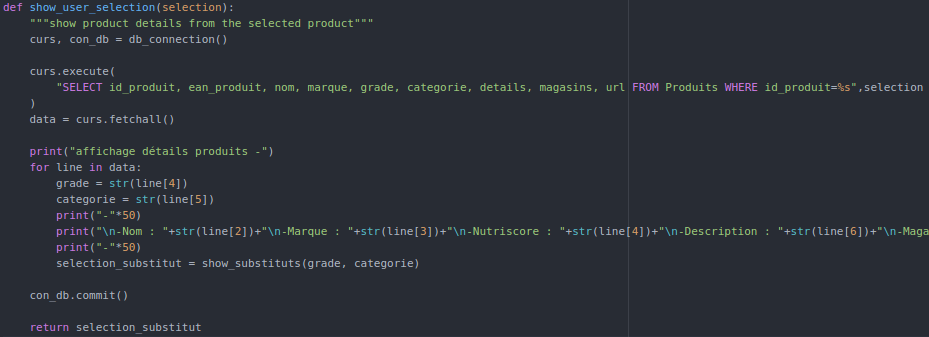 def show_user_selection(selection):
    """show product details from the selected product"""
    curs, con_db = db_connection()
    curs.execute(
        "SELECT id_produit, ean_produit, nom, marque, grade, categorie, details, magasins, url FROM Produits WHERE id_produit=%s",selection
    )
    data = curs.fetchall()
    print("affichage détails produits -")
    for line in data:
        grade = str(line[4])
        categorie = str(line[5])
        print("-"*50)
        print("\n-Nom : "+str(line[2])+"\n-Marque : "+str(line[3])+"\n-Nutriscore : "+str(line[4])+"\n-Description : "+str(line[6])+"\n-Maga
        print("-"*50)
        selection_substitut = show_substituts(grade, categorie)
    con_db.commit()
    return selection_substitut